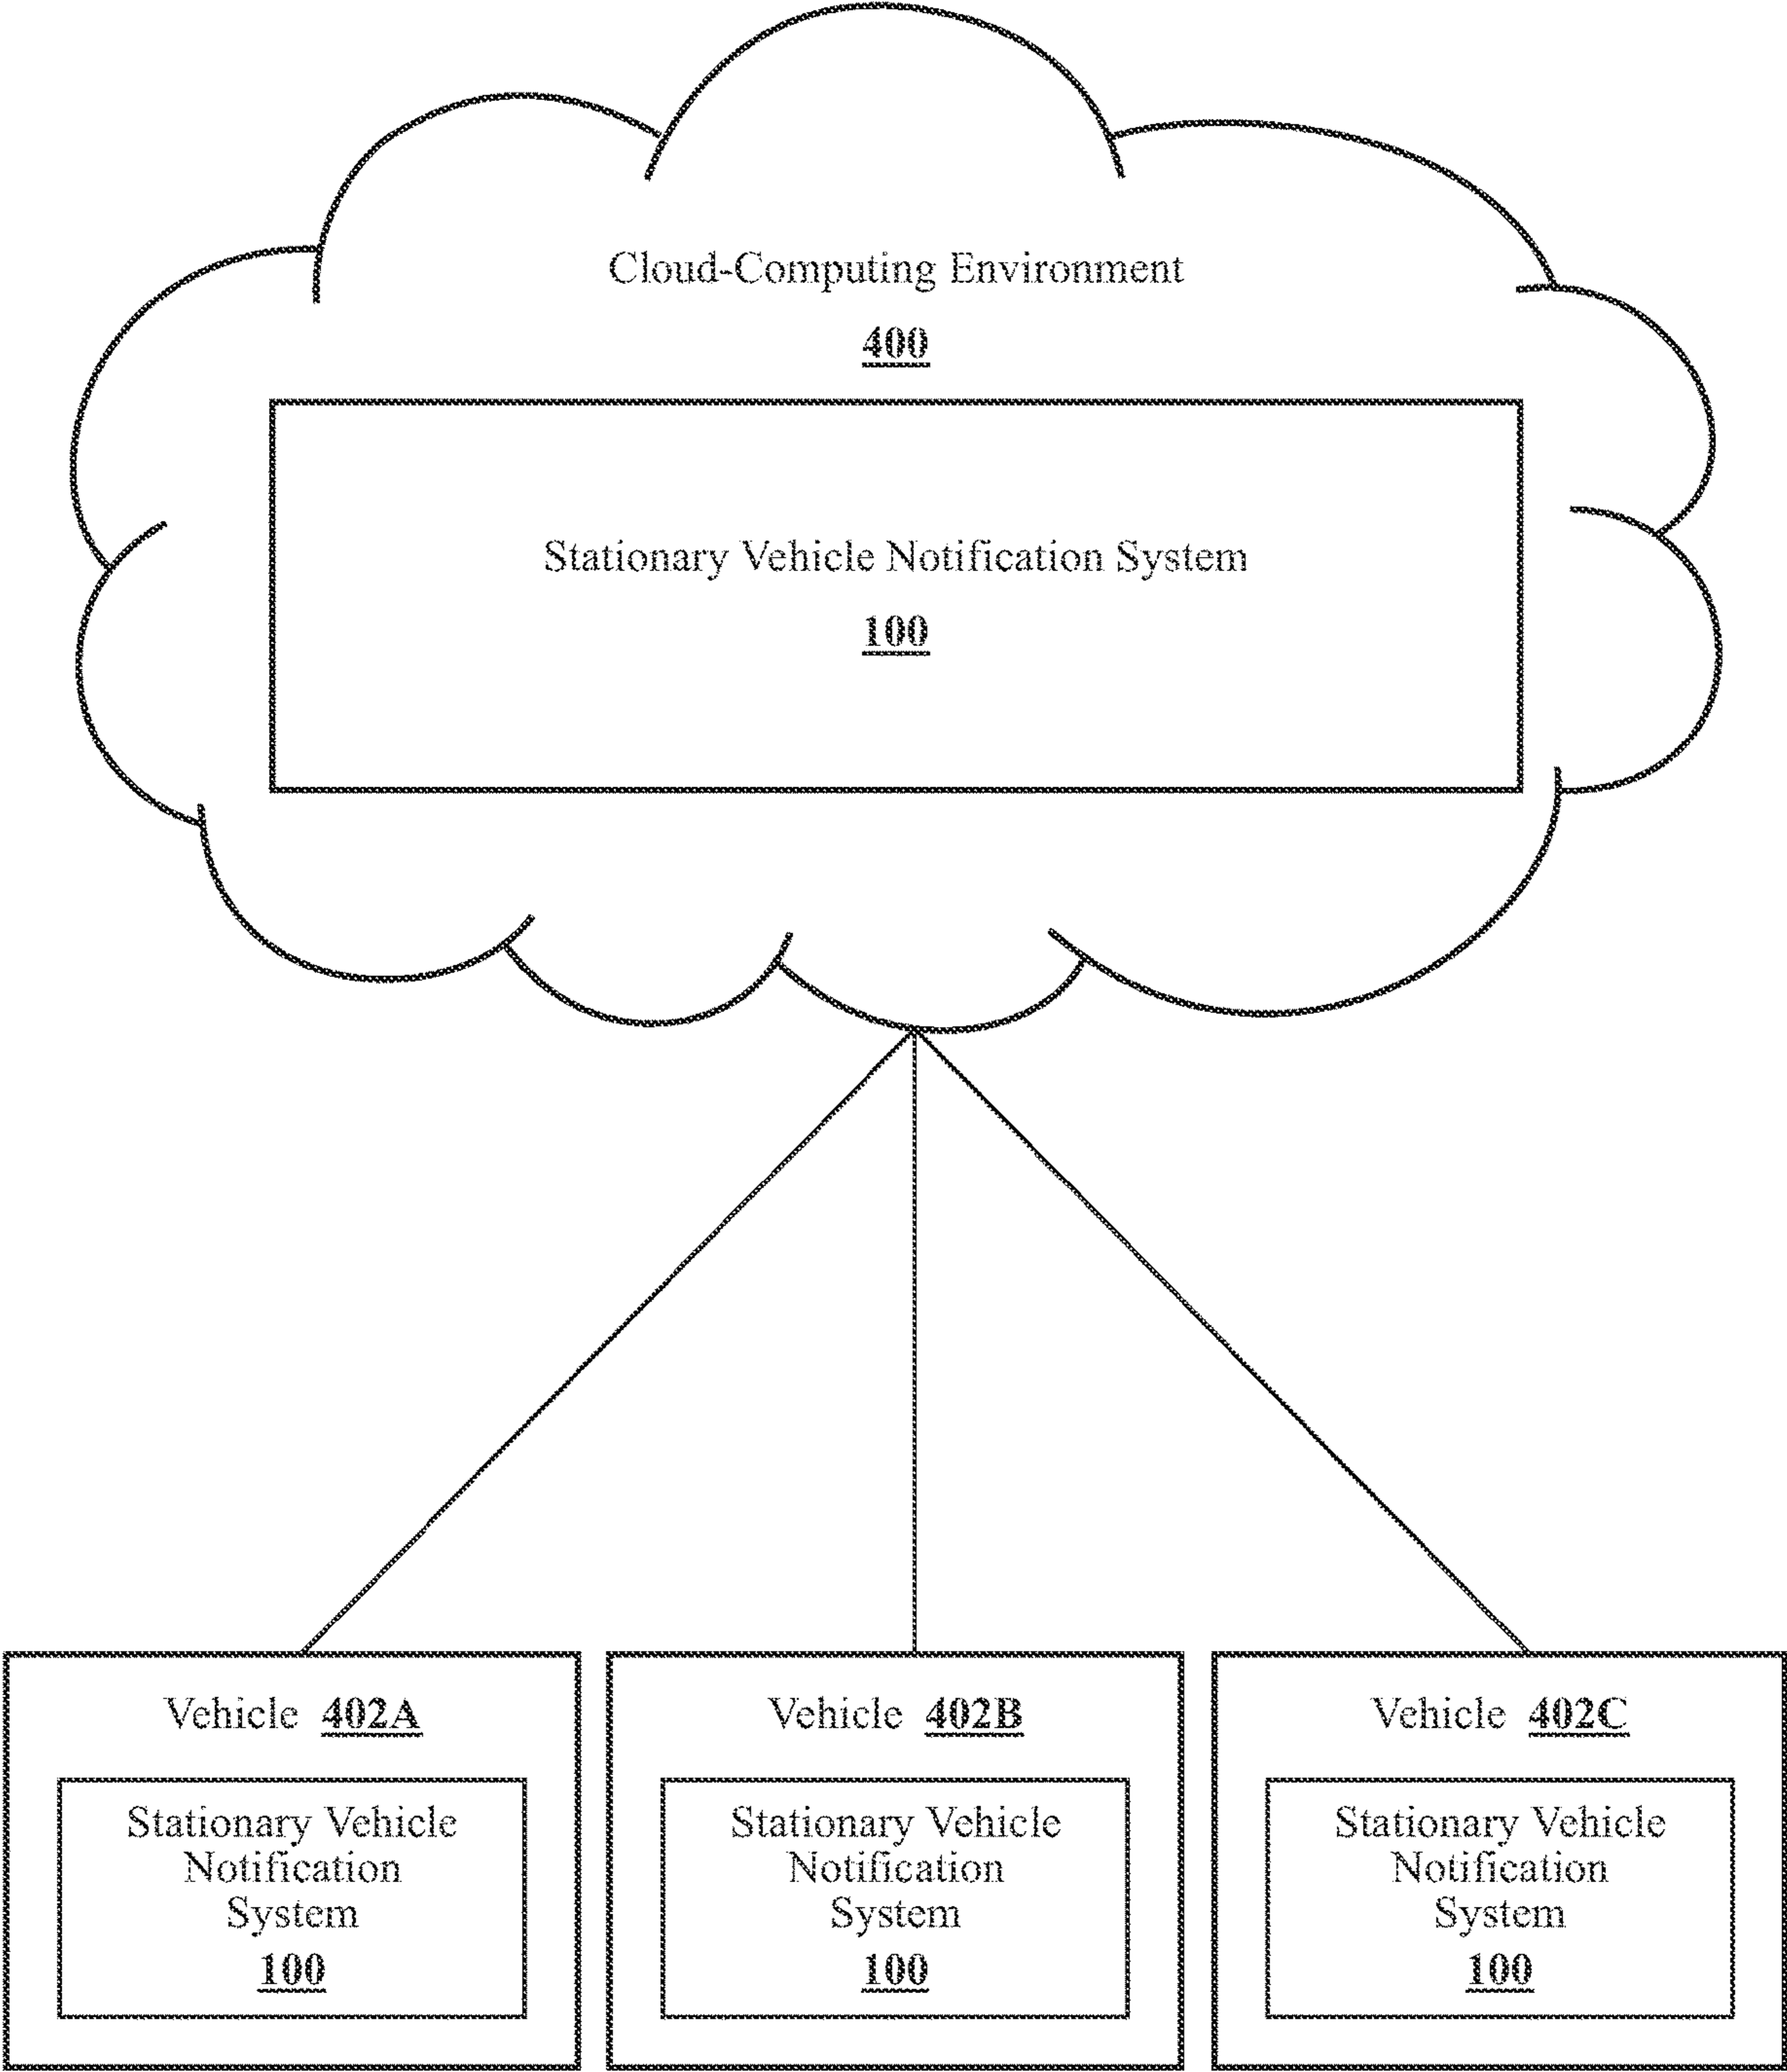 Cloud-Computing Environment
400
Stationary Vehicle Notification System
100
Vehicle 402A
Stationary Vehicle
Notification
System
100
Vehicle 402B
Stationary Vehicle
Notification
System
100
Vehicle 402C
Stationary Vehicle
Notification
System
100